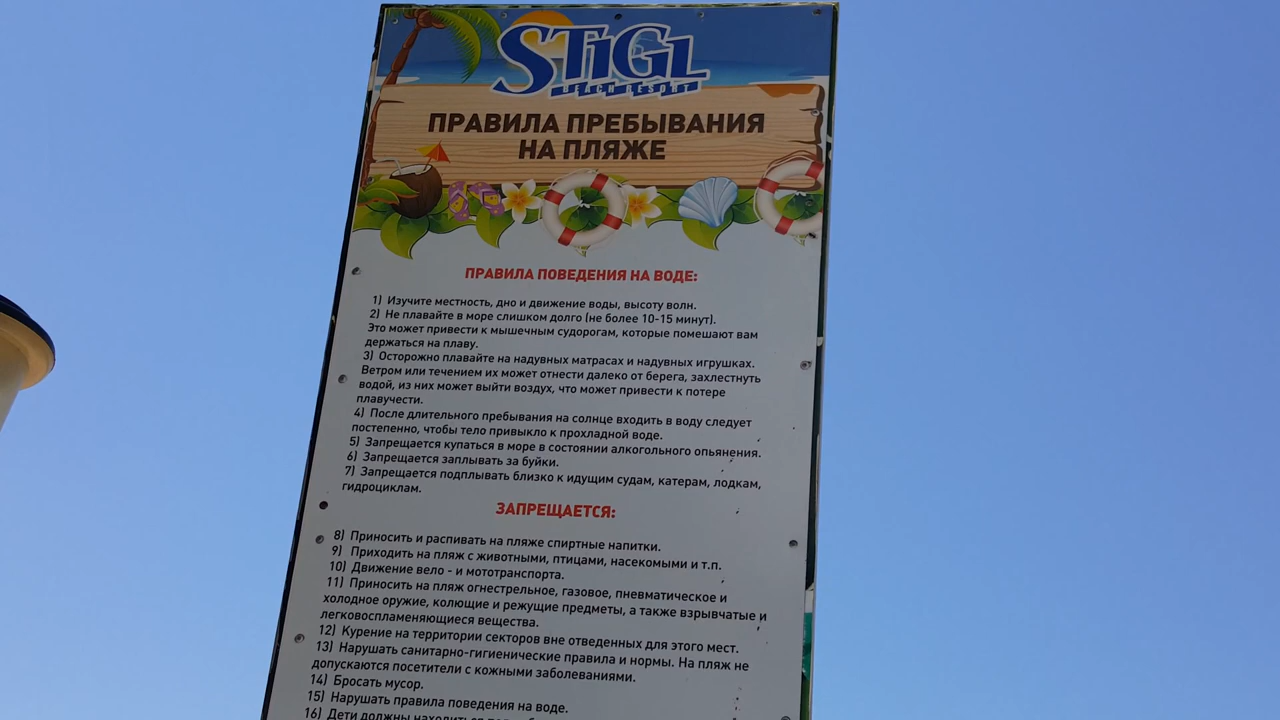 STIGL
BEACH RESORT
ПРАВИЛА ПРЕБЫВАНИЯ
НА ПЛЯЖЕ
ПРАВИЛА ПОВЕДЕНИЯ НА ВОДЕ:
1) Изучите местность, дно и движение воды, высоту волн.
2) Не плавайте в море слишком долго (не более 10-15 минут).
Это может привести к мышечным судорогам, которые помешают вам
держаться на плаву.
3) Осторожно плавайте на надувных матрасах и надувных игрушках.
Ветром или течением их может отнести далеко от берега, захлестнуть
водой, из них может выйти воздух, что может привести к потере
плавучести.
4) После длительного пребывания на солнце входить в воду следует
постепенно, чтобы тело привыкло к прохладной воде.
5) Запрещается купаться в море в состоянии алкогольного опьянения.
6) Запрещается заплывать за буйки.
7) Запрещается подплывать близко к идущим судам, катерам, лодкам,
гидроциклам.
ЗАПРЕЩАЕТСЯ:
8) Приносить и распивать на пляже спиртные напитки.
9) Приходить на пляж с животными, птицами, насекомыми и т.п.
10) Движение вело - и мототранспорта.
11) Приносить на пляж огнестрельное, газовое, пневматическое и
холодное оружие, колющие и режущие предметы, а также взрывчатые и
легковоспламеняющиеся вещества.
12) Курение на территории секторов вне отведенных для этого мест.
13) Нарушать санитарно-гигиенические правила и нормы. На пляж не
допускаются посетители с кожными заболеваниями.
14) Бросать мусор.
15) Нарушать правила поведения на воде.
16) Дети должны находиться